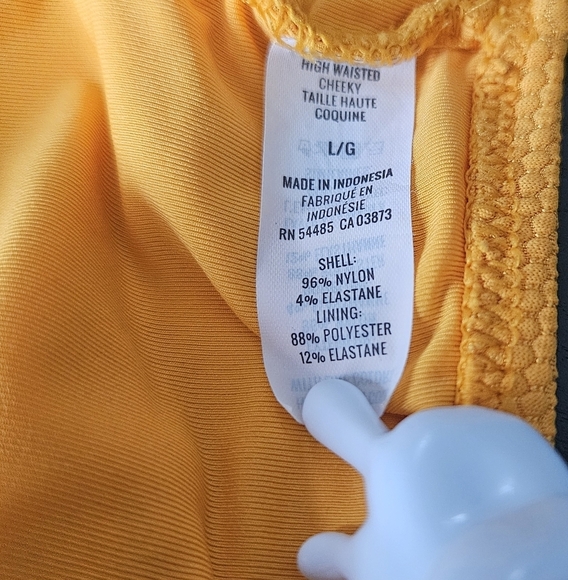 HIGH WAISTED
CHEEKY
TAILLE HAUTE
COQUINE
L/G
MADE IN INDONESIA
FABRIQUÉ EN
INDONÉSIE
RN 54485 CA 03873
SHELL:
96% NYLON
4% ELASTANE
LINING:
88% POLYESTER
12% ELASTANE